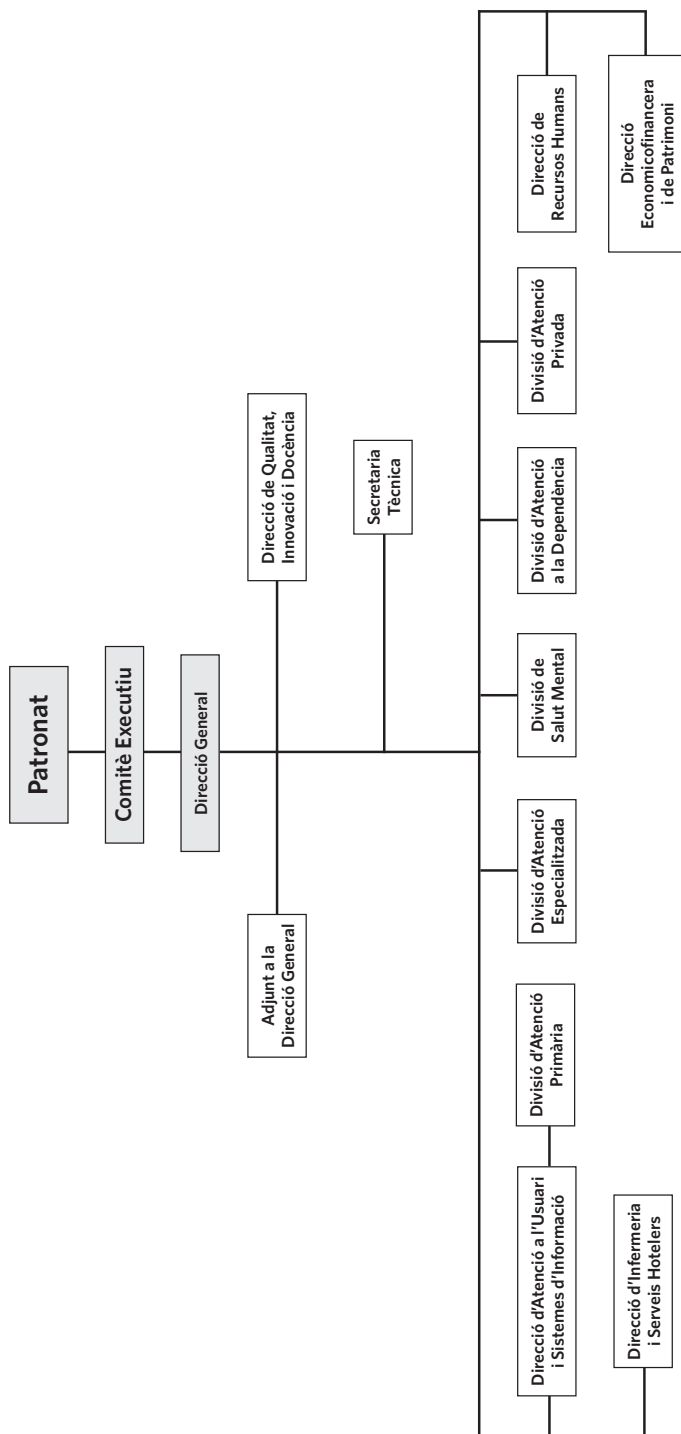 Patronat
Comitè Executiu
Direcció General
Adjunt a la
Direcció General
Direcció de Qualitat,
Innovació i Docència
Secretaria
Tècnica
Direcció d'Atenció a l'Usuari
i Sistemes d'Informació
Divisió d'Atenció
Primària
Divisió d'Atenció
Especialitzada
Divisió de
Salut Mental
Divisió d'Atenció
a la Dependència
Divisió d'Atenció
Privada
Direcció de
Recursos Humans
Direcció d'Infermeria
i Serveis Hotelers
Direcció
Economicofinancera
i de Patrimoni